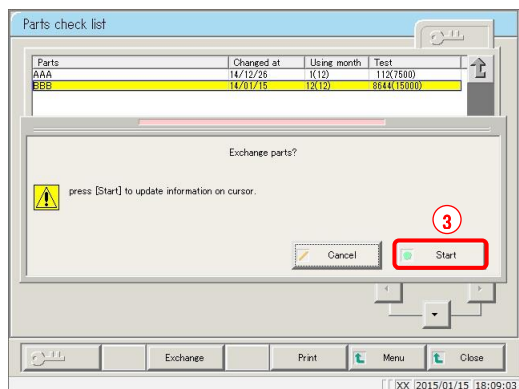 Parts check list
Parts Changed at Using month Test
AAA 14/12/26 1(12) 112(7500)
BBB 14/01/15 12(12) 8644(15000)
Exchange parts?
press [Start] to update information on cursor.
3
Cancel Start
Exchange Print Menu Close
XX 2015/01/15 18:09:03